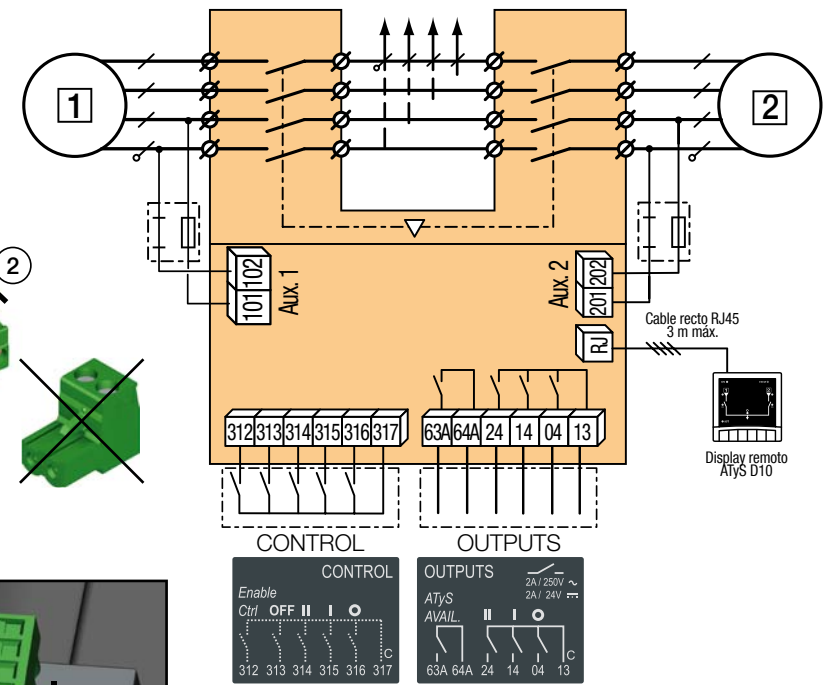 1
2
2
102
101
Aux. 1
Aux. 2
202
201
RJ
Cable recto RJ45
3 m máx.
Display remoto
ATyS D10
312 313 314 315 316 317
63A 64A 24 14 04 13
CONTROL
OUTPUTS
CONTROL
Enable
Ctrl OFF II I O
C
312 313 314 315 316 317
OUTPUTS
2A / 250V ~
2A / 24V ⎓
ATyS
AVAIL. II I O
C
63A 64A 24 14 04 13